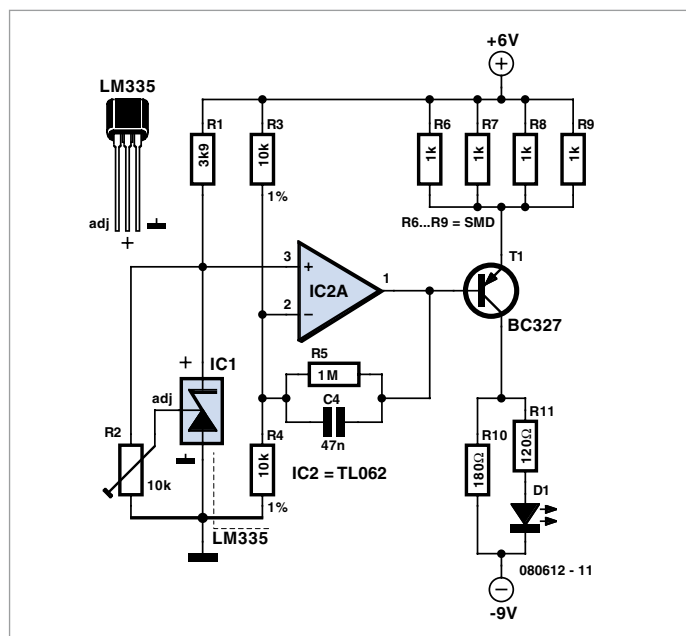 +6V
LM335
R1
3k9
R3
10k
1%
R6
1k
R7
1k
R8
1k
R9
1k
R6...R9 = SMD
adj
+
3
+
IC2A
1
2
−
T1
BC327
+
IC1
adj
R5
1M
C4
47n
R2
10k
R4
10k
1%
IC2 = TL062
LM335
R10
180Ω
R11
120Ω
D1
080612 - 11
-9V